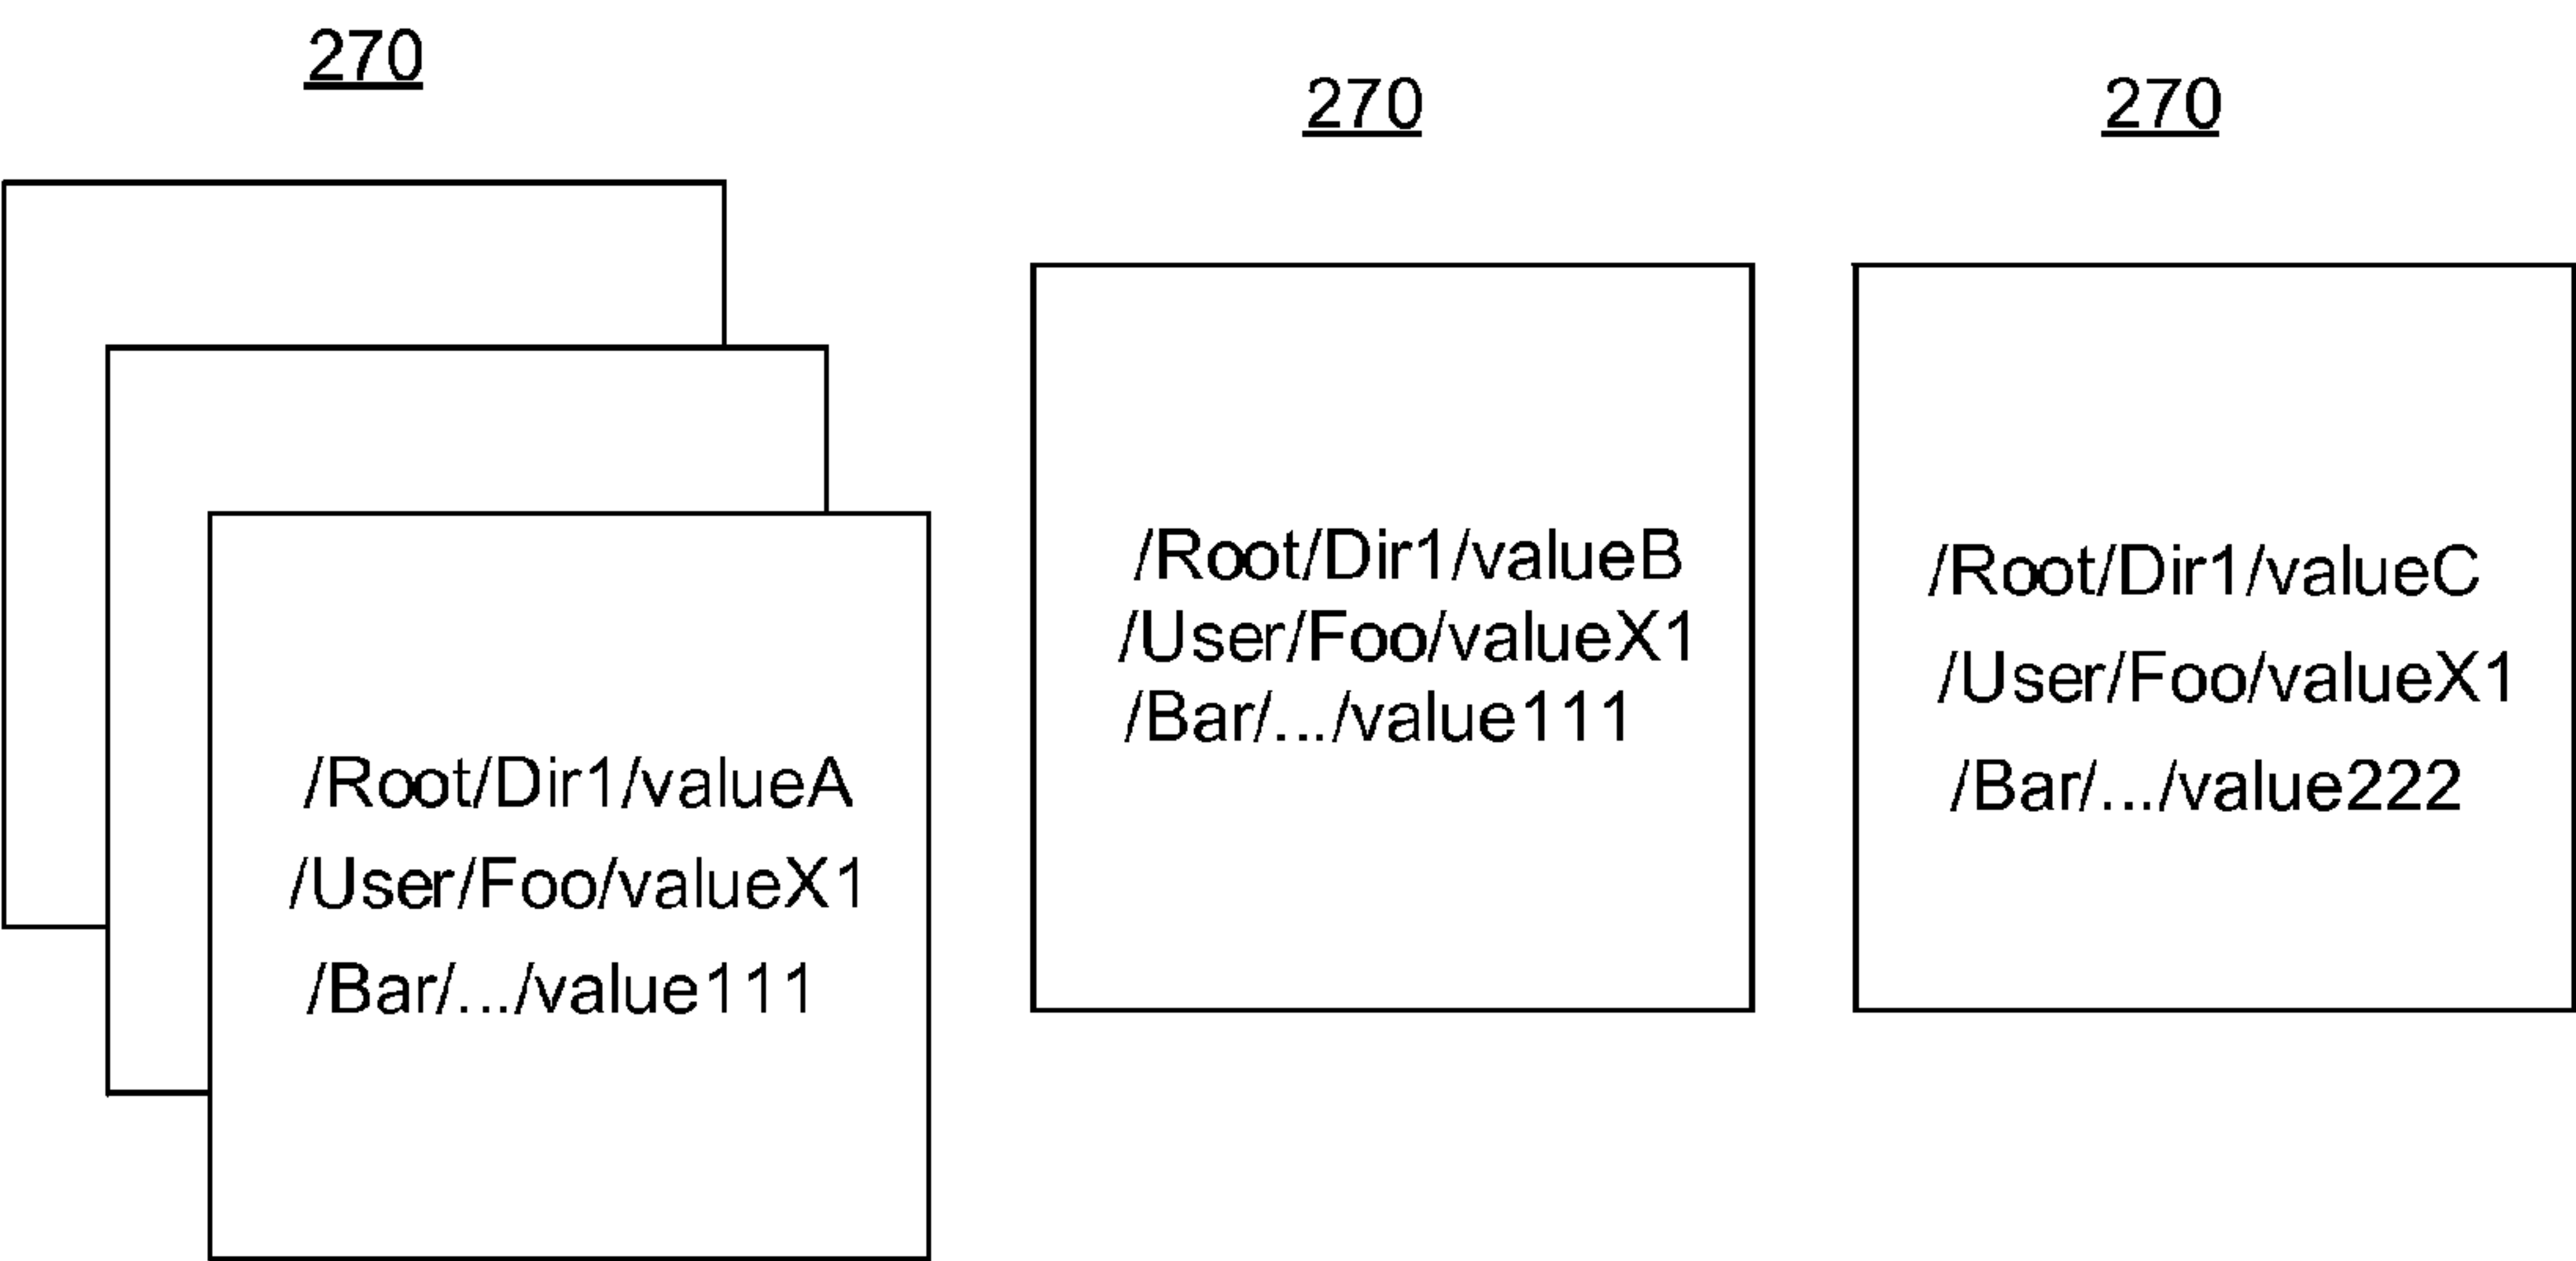 270
/Root/Dir1/valueA
/User/Foo/valueX1
/Bar/.../value111
270
/Root/Dir1/valueB
/User/Foo/valueX1
/Bar/.../value111
270
/Root/Dir1/valueC
/User/Foo/valueX1
/Bar/.../value222